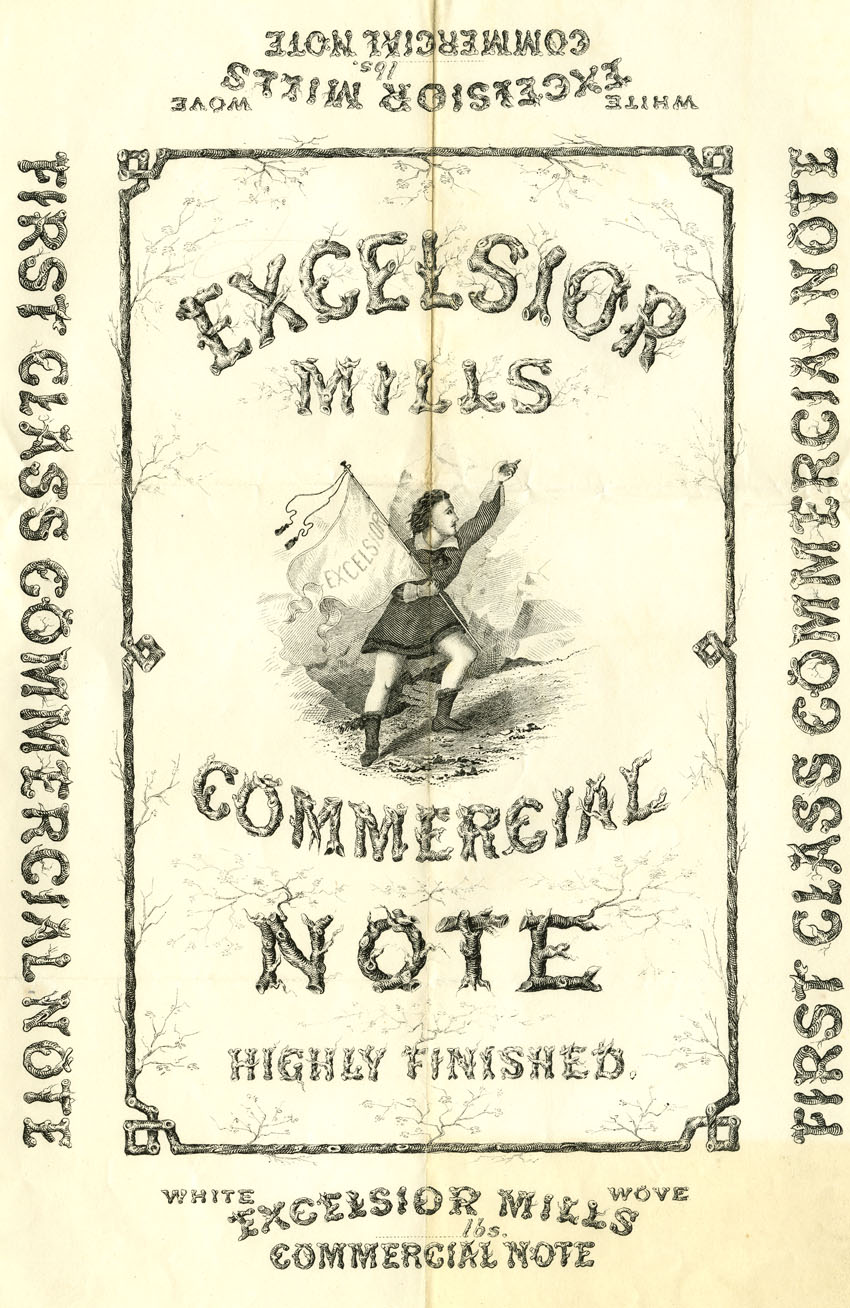 COMMERCIAL NOTE
lbs.
EXCELSIOR MILLS
WHITE WOVE
FIRST CLASS COMMERCIAL NOTE
EXCELSIOR
MILLS
EXCELSIOR
COMMERCIAL
NOTE
HIGHLY FINISHED.
FIRST CLASS COMMERCIAL NOTE
WHITE EXCELSIOR MILLS WOVE
lbs.
COMMERCIAL NOTE